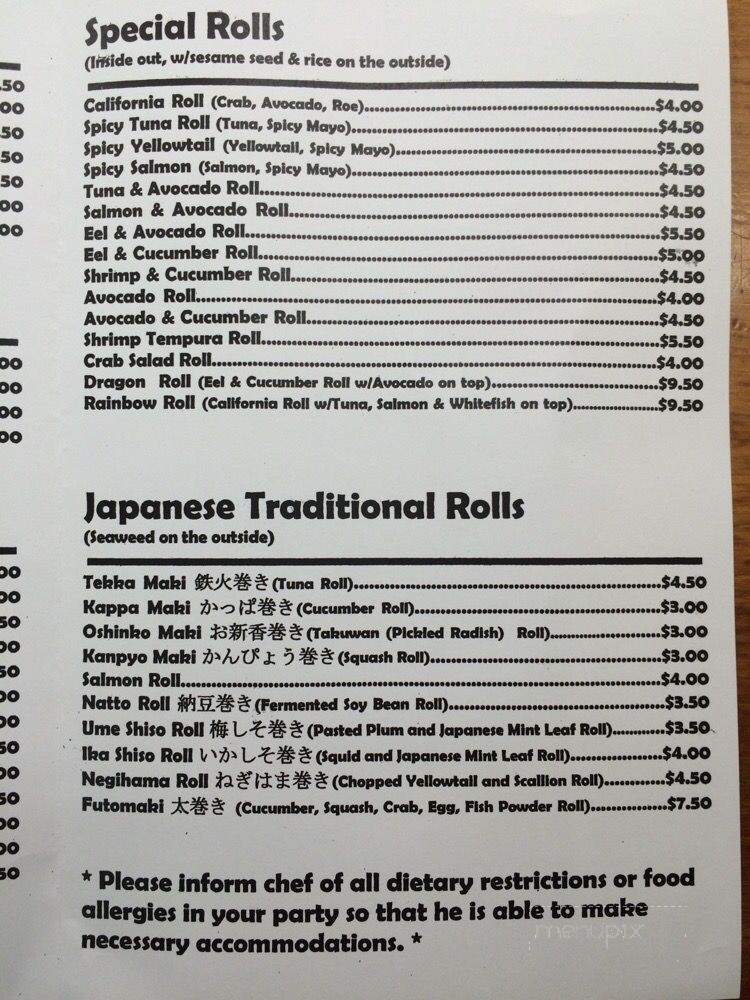 Special Rolls
(Inside out, w/sesame seed & rice on the outside)
California Roll (Crab, Avocado, Roe)....................$4.00
Spicy Tuna Roll (Tuna, Spicy Mayo)....................$4.50
Spicy Yellowtail (Yellowtail, Spicy Mayo)....................$5.00
Spicy Salmon (Salmon, Spicy Mayo)....................$4.50
Tuna & Avocado Roll....................$4.50
Salmon & Avocado Roll....................$4.50
Eel & Avocado Roll....................$5.50
Eel & Cucumber Roll....................$5.00
Shrimp & Cucumber Roll....................$4.50
Avocado Roll....................$4.00
Avocado & Cucumber Roll....................$4.50
Shrimp Tempura Roll....................$5.50
Crab Salad Roll....................$4.00
Dragon Roll (Eel & Cucumber Roll w/Avocado on top)....................$9.50
Rainbow Roll (California Roll w/Tuna, Salmon & Whitefish on top)....................$9.50
Japanese Traditional Rolls
(Seaweed on the outside)
Tekka Maki 鉄火巻き(Tuna Roll)....................$4.50
Kappa Maki かっぱ巻き(Cucumber Roll)....................$3.00
Oshinko Maki お新香巻き(Takuwan (Pickled Radish) Roll)....................$3.00
Kanpyo Maki かんぴょう巻き(Squash Roll)....................$3.00
Salmon Roll....................$4.00
Natto Roll 納豆巻き(Fermented Soy Bean Roll)....................$3.50
Ume Shiso Roll 梅しそ巻き(Pasted Plum and Japanese Mint Leaf Roll)....................$3.50
Ika Shiso Roll いかしそ巻き(Squid and Japanese Mint Leaf Roll)....................$4.00
Negihama Roll ねぎはま巻き(Chopped Yellowtail and Scallion Roll)....................$4.50
Futomaki 太巻き (Cucumber, Squash, Crab, Egg, Fish Powder Roll)....................$7.50
* Please inform chef of all dietary restrictions or food
allergies in your party so that he is able to make
necessary accommodations. *
menupix